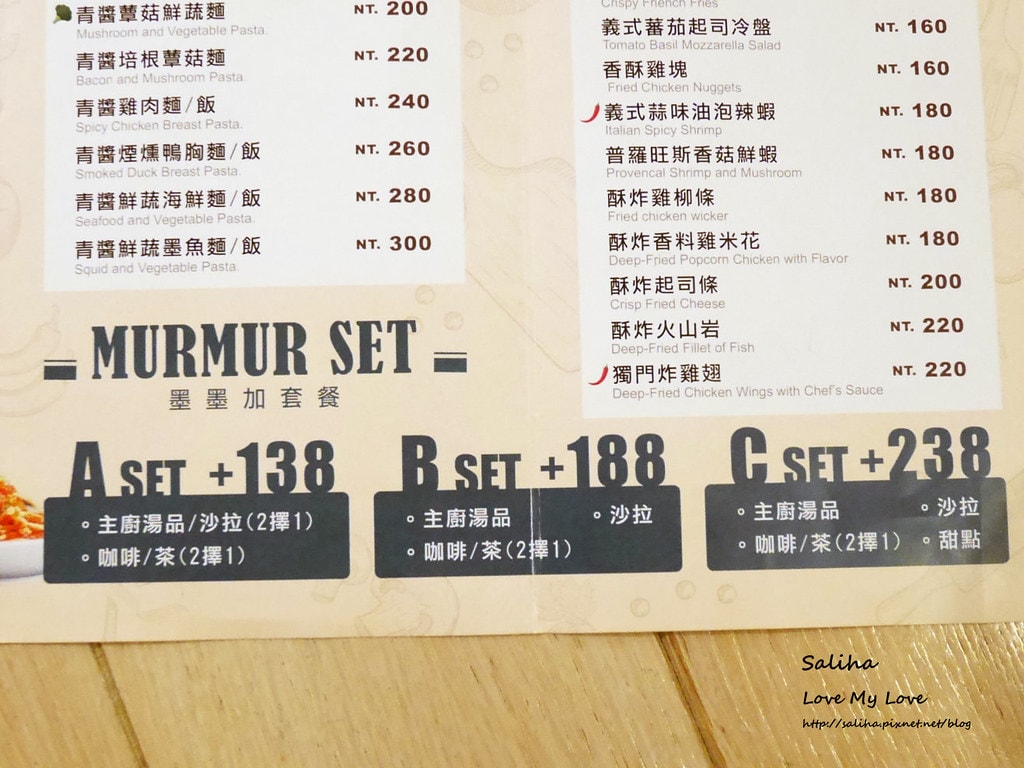 青醬蕈菇鮮蔬麵 NT. 200
Mushroom and Vegetable Pasta.
青醬培根蕈菇麵 NT. 220
Bacon and Mushroom Pasta.
青醬雞肉麵/飯 NT. 240
Spicy Chicken Breast Pasta.
青醬煙燻鴨胸麵/飯 NT. 260
Smoked Duck Breast Pasta.
青醬鮮蔬海鮮麵/飯 NT. 280
Seafood and Vegetable Pasta.
青醬鮮蔬墨魚麵/飯 NT. 300
Squid and Vegetable Pasta.
Crispy French Fries
義式蕃茄起司冷盤 NT. 160
Tomato Basil Mozzarella Salad
香酥雞塊 NT. 160
Fried Chicken Nuggets
義式蒜味油泡辣蝦 NT. 180
Italian Spicy Shrimp
普羅旺斯香菇鮮蝦 NT. 180
Provencal Shrimp and Mushroom
酥炸雞柳條 NT. 180
Fried chicken wicker
酥炸香料雞米花 NT. 180
Deep-Fried Popcorn Chicken with Flavor
酥炸起司條 NT. 200
Crisp Fried Cheese
酥炸火山岩 NT. 220
Deep-Fried Fillet of Fish
獨門炸雞翅 NT. 220
Deep-Fried Chicken Wings with Chef's Sauce
MURMUR SET
墨墨加套餐
A SET +138
。主廚湯品/沙拉(2擇1)
。咖啡/茶(2擇1)
B SET +188
。主廚湯品 。沙拉
。咖啡/茶(2擇1)
C SET +238
。主廚湯品 。沙拉
。咖啡/茶(2擇1) 。甜點
Saliha
Love My Love
http://saliha.pixnet.net/blog